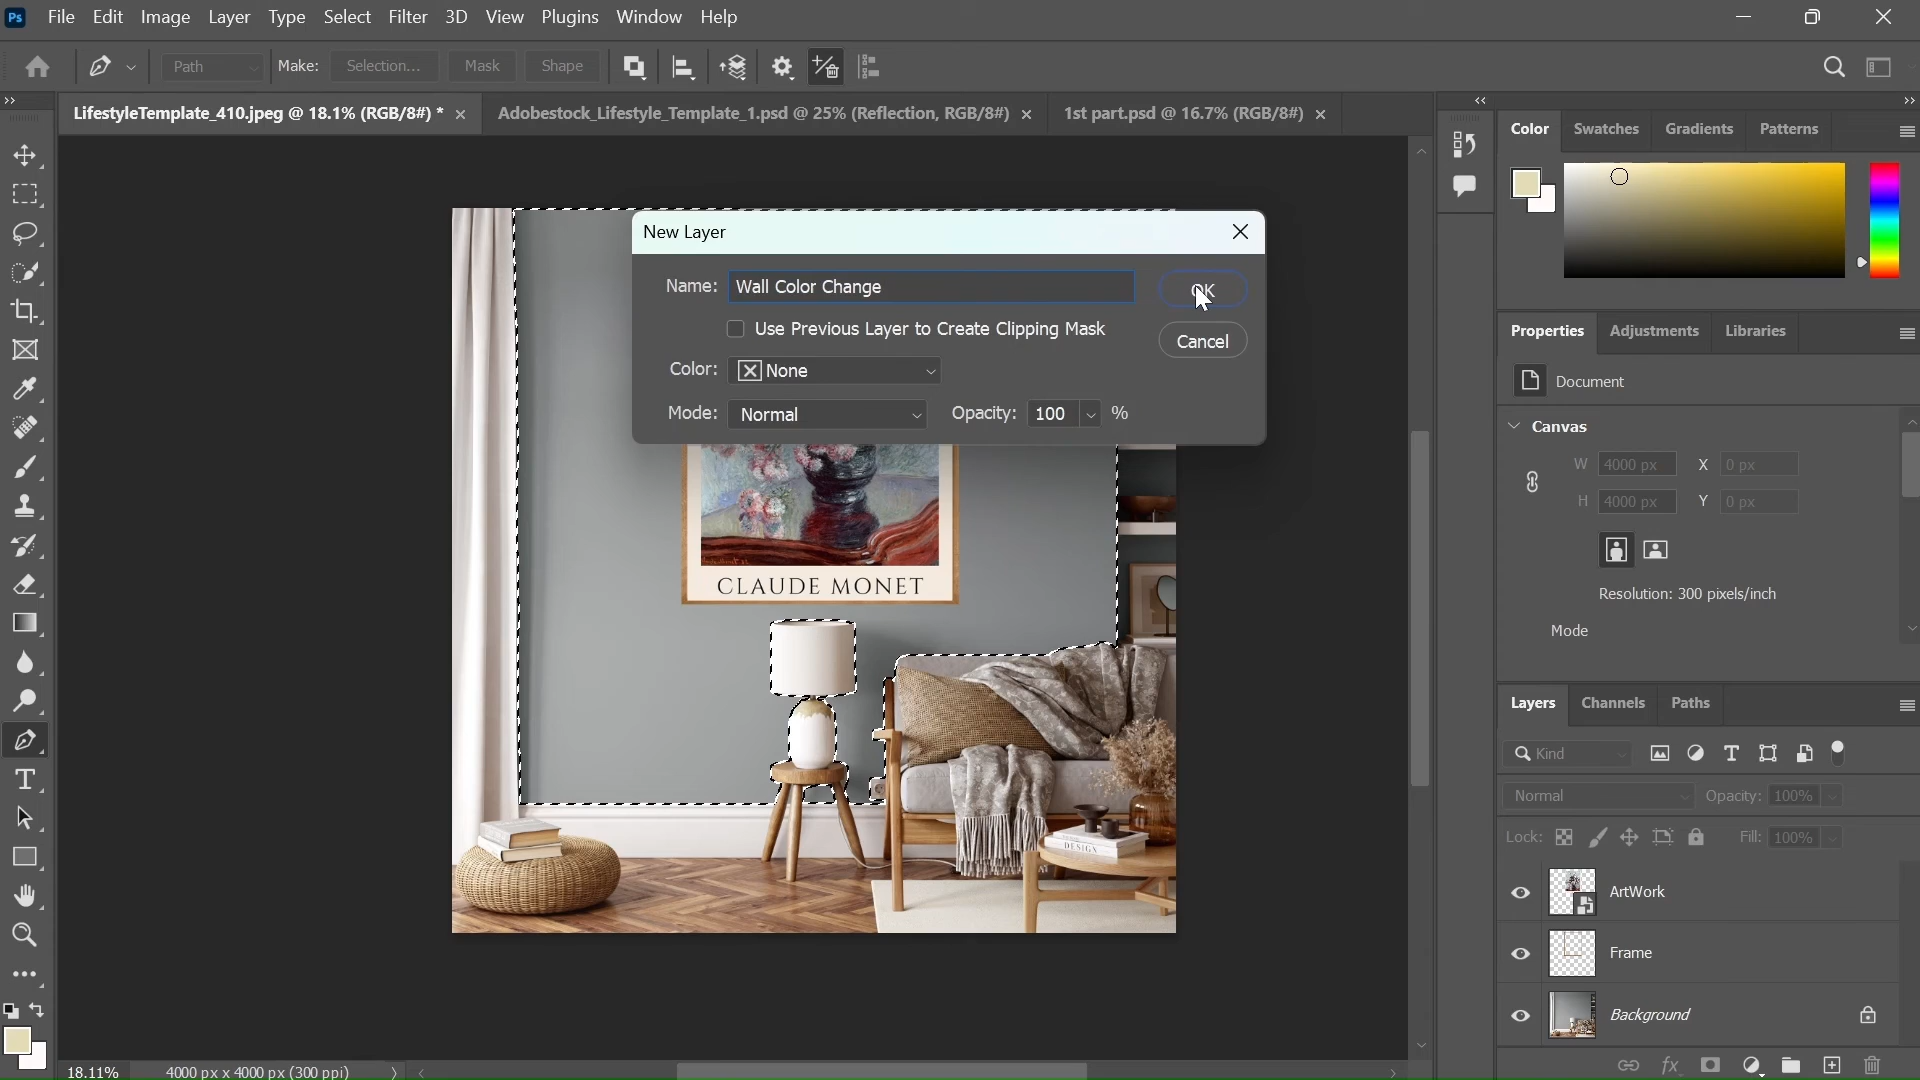 Ps File Edit Image Layer Type Select Filter 3D View Plugins Window Help
Path Make: Selection... Mask Shape
LifestyleTemplate_410.jpeg @ 18.1% (RGB/8#) * Adobestock_Lifestyle_Template_1.psd @ 25% (Reflection, RGB/8#) 1st part.psd @ 16.7% (RGB/8#)
Color Swatches Gradients Patterns
New Layer
Name: Wall Color Change OK
Use Previous Layer to Create Clipping Mask
Cancel
Color: None
Mode: Normal Opacity: 100 %
CLAUDE MONET
DESIGN
Properties Adjustments Libraries
Document
Canvas
W 4000 px X 0 px
H 4000 px Y 0 px
Resolution: 300 pixels/inch
Mode
Layers Channels Paths
Kind
Normal Opacity: 100%
Lock: Fill: 100%
ArtWork
Frame
Background
fx
18.11% 4000 px x 4000 px (300 ppi)